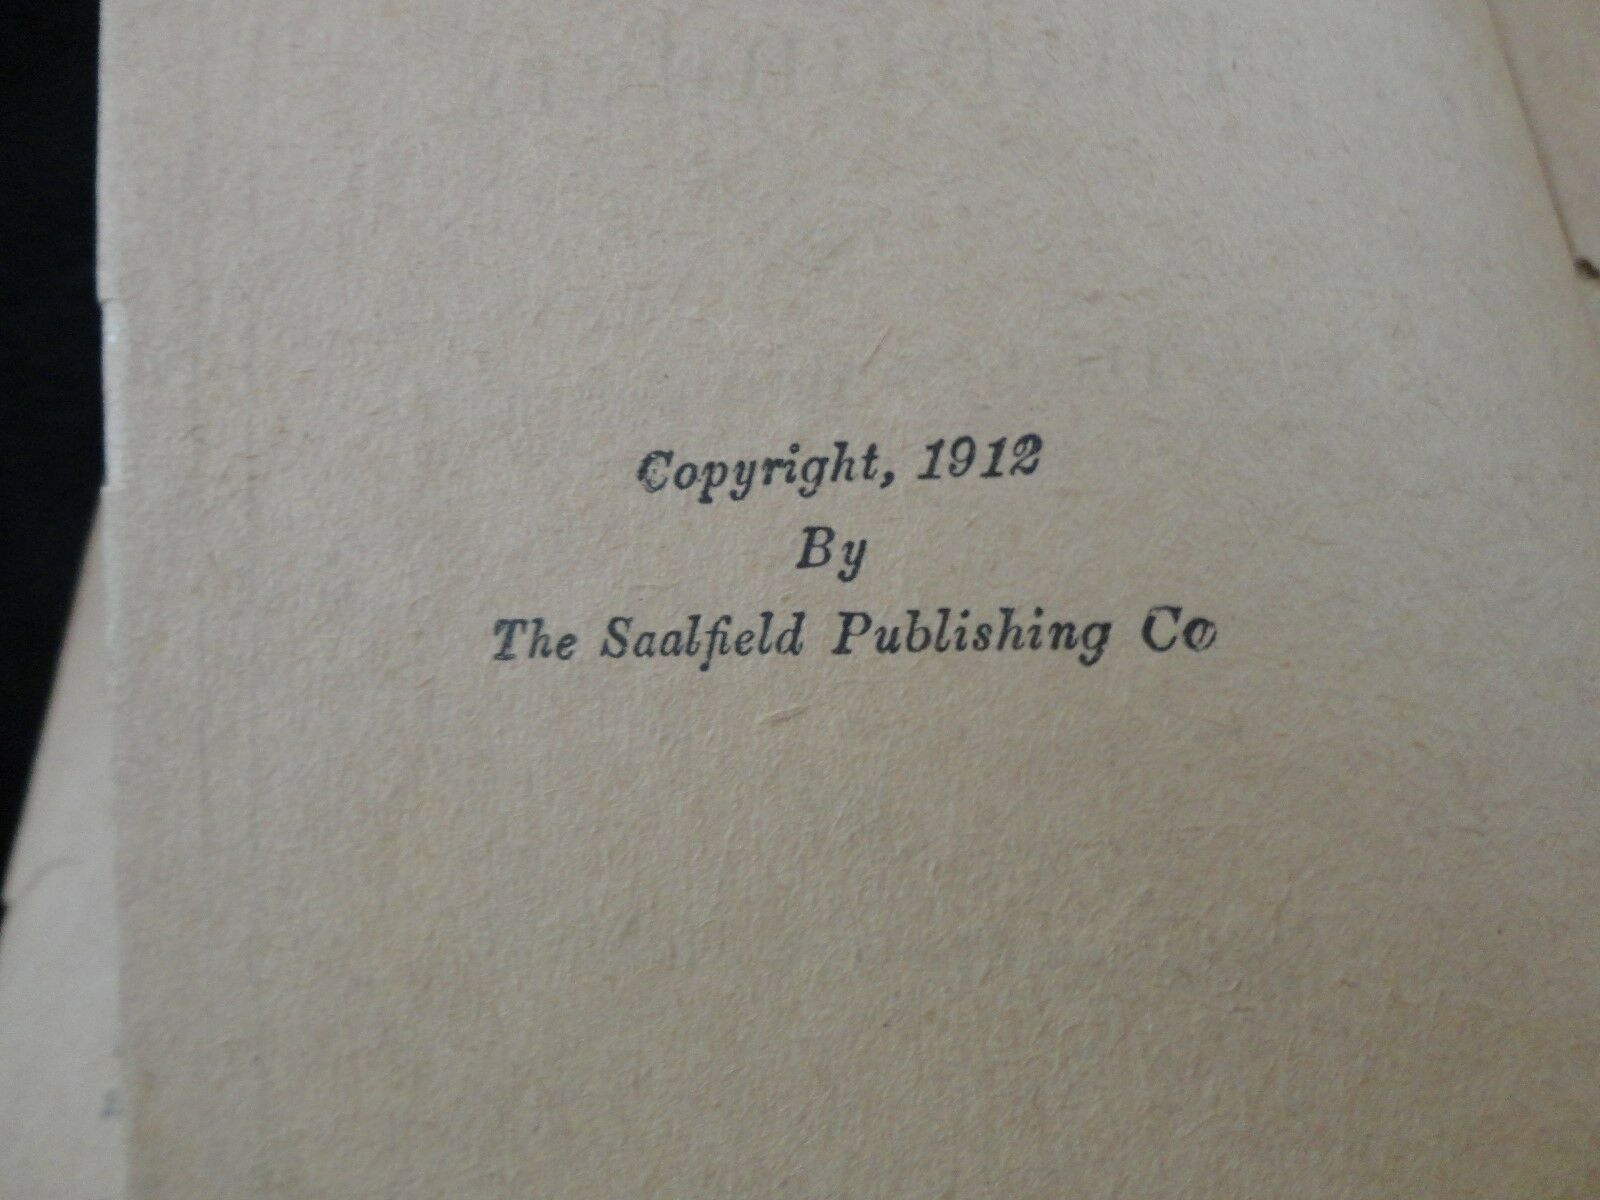 Copyright, 1912
By
The Saalfield Publishing Co